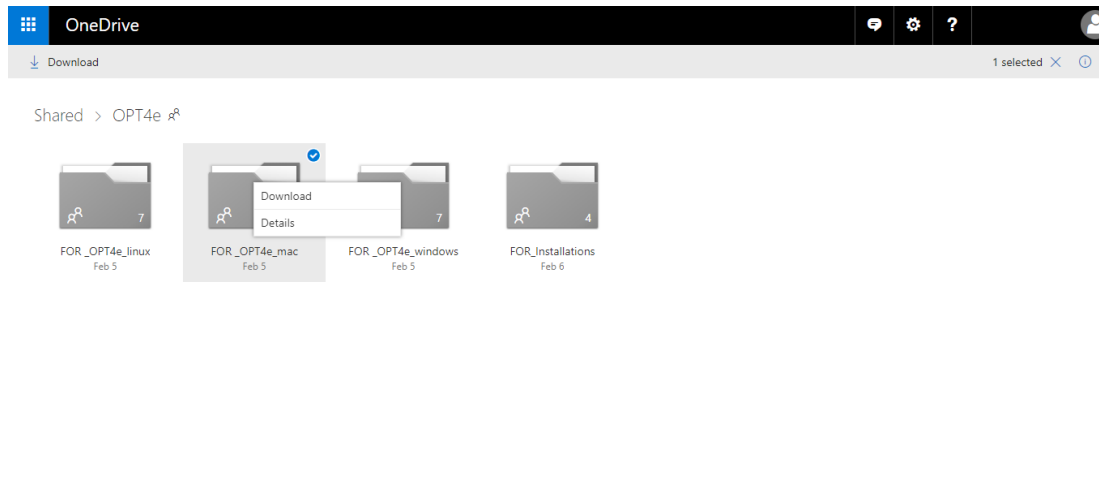 OneDrive
?
Download
1 selected
Shared > OPT4e
7
7
4
Download
Details
FOR _OPT4e_linux
Feb 5
FOR _OPT4e_mac
Feb 5
FOR _OPT4e_windows
Feb 5
FOR_Installations
Feb 6